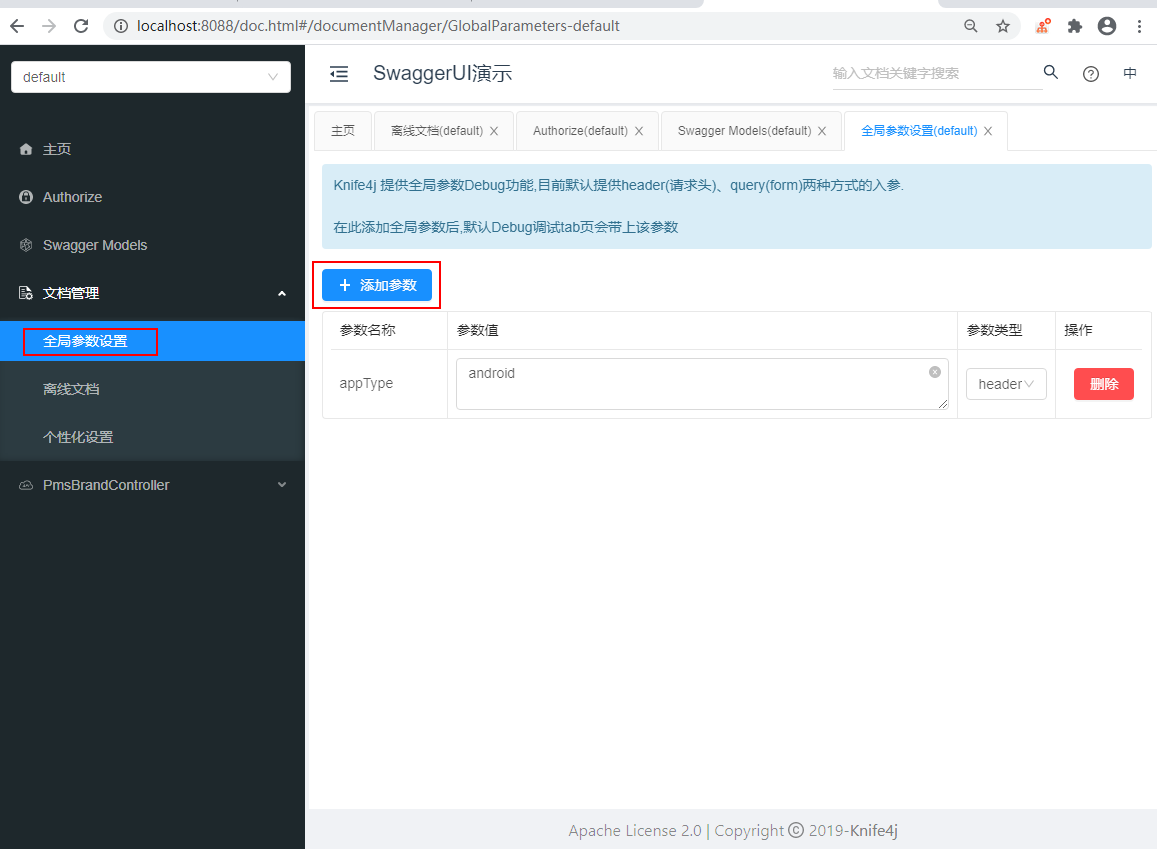 localhost:8088/doc.html#/documentManager/GlobalParameters-default
default
主页
Authorize
Swagger Models
文档管理
全局参数设置
离线文档
个性化设置
PmsBrandController
SwaggerUI演示
输入文档关键字搜索
中
主页
离线文档(default)
Authorize(default)
Swagger Models(default)
全局参数设置(default)
Knife4j 提供全局参数Debug功能,目前默认提供header(请求头)、query(form)两种方式的入参.
在此添加全局参数后,默认Debug调试tab页会带上该参数
添加参数
参数名称 参数值 参数类型 操作
appType android header 删除
Apache License 2.0 | Copyright © 2019-Knife4j